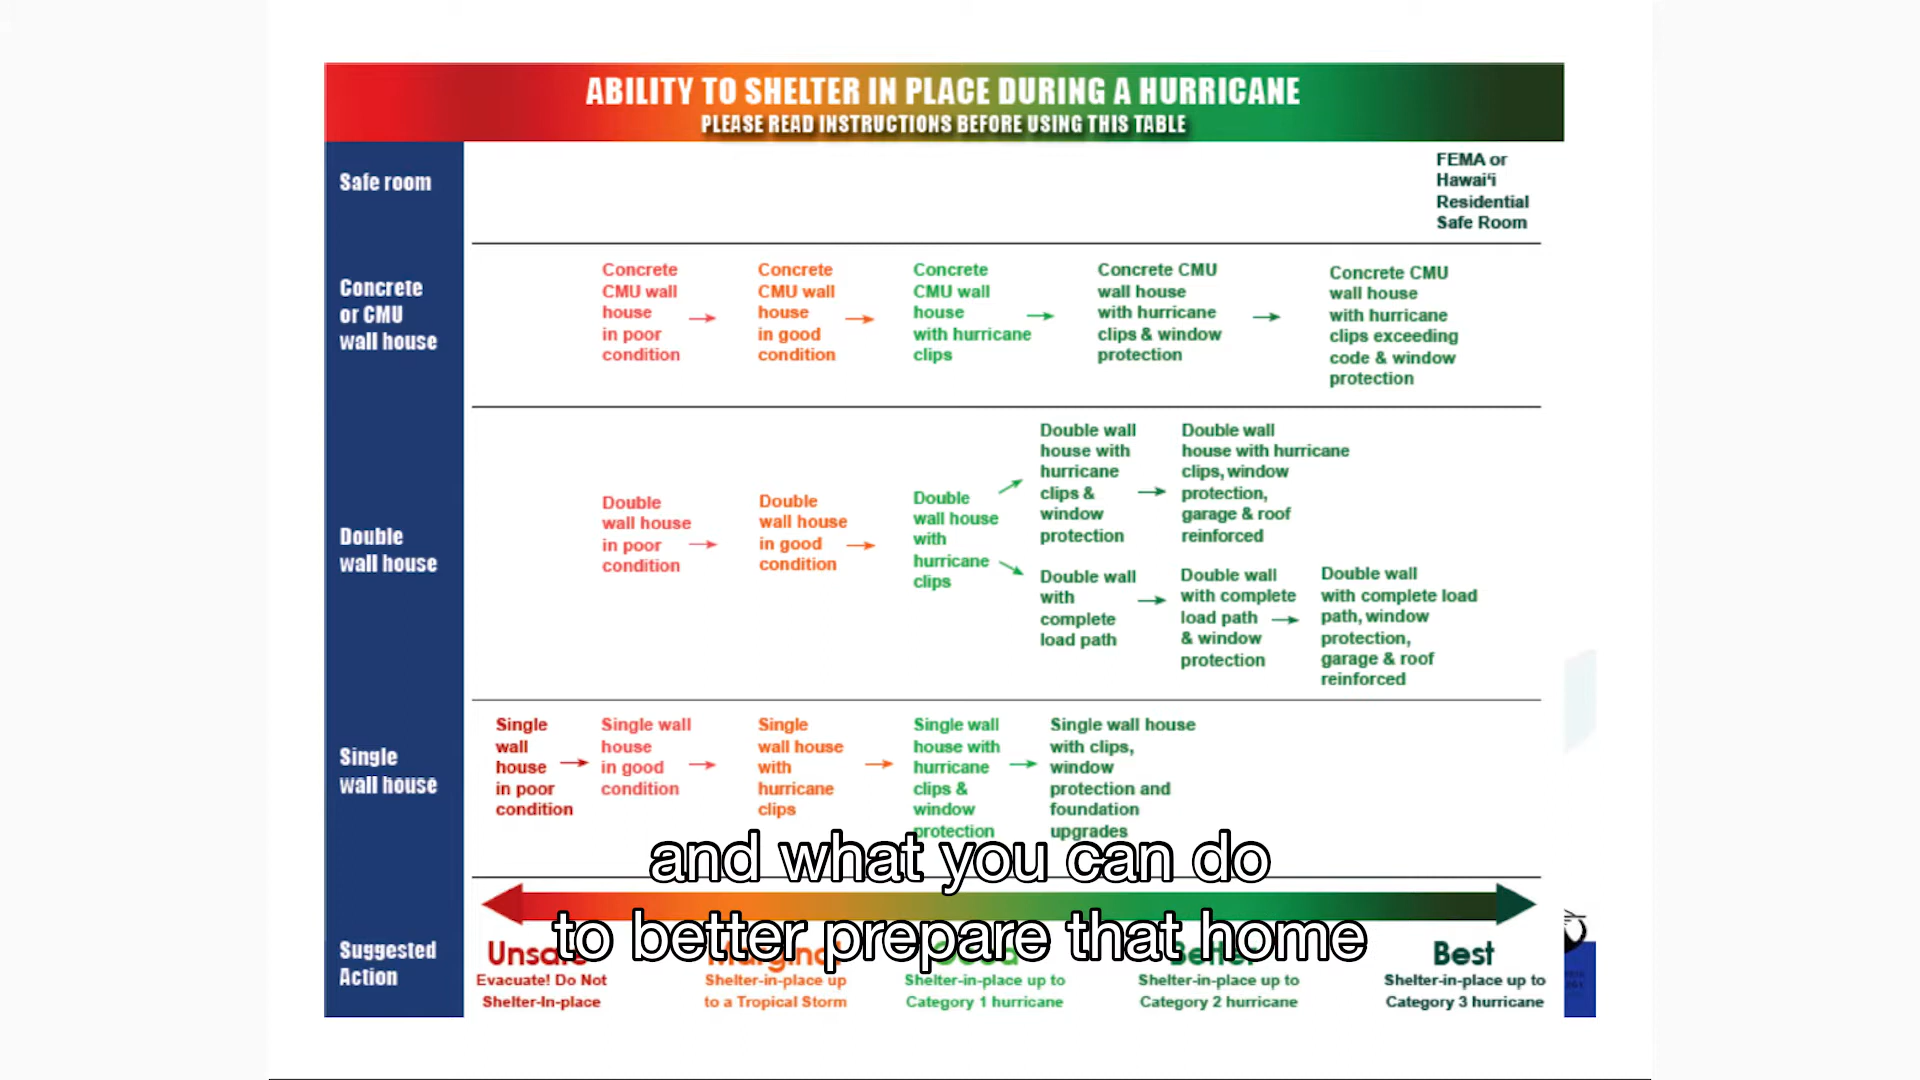 ABILITY TO SHELTER IN PLACE DURING A HURRICANE
PLEASE READ INSTRUCTIONS BEFORE USING THIS TABLE
Safe room
FEMA or
Hawai‘i
Residential
Safe Room
Concrete
or CMU
wall house
Concrete
CMU wall
house
in poor
condition
Concrete
CMU wall
house
in good
condition
Concrete
CMU wall
house
with hurricane
clips
Concrete CMU
wall house
with hurricane
clips & window
protection
Concrete CMU
wall house
with hurricane
clips exceeding
code & window
protection
Double
wall house
Double
wall house
in poor
condition
Double
wall house
in good
condition
Double
wall house
with
hurricane
clips
Double wall
house with
hurricane
clips &
window
protection
Double wall
house with hurricane
clips, window
protection,
garage & roof
reinforced
Double wall
with
complete
load path
Double wall
with complete
load path
& window
protection
Double wall
with complete load
path, window
protection,
garage & roof
reinforced
Single
wall house
Single
wall
house
in poor
condition
Single wall
house
in good
condition
Single
wall house
with
hurricane
clips
Single wall
house with
hurricane
clips &
window
protection
Single wall house
with clips,
window
protection and
foundation
upgrades
and what you can do
to better prepare that home
Suggested
Action
Unsafe
Evacuate! Do Not
Shelter-In-place
Marginal
Shelter-in-place up
to a Tropical Storm
Shelter-in-place up to
Category 1 hurricane
Better
Shelter-in-place up to
Category 2 hurricane
Best
Shelter-in-place up to
Category 3 hurricane